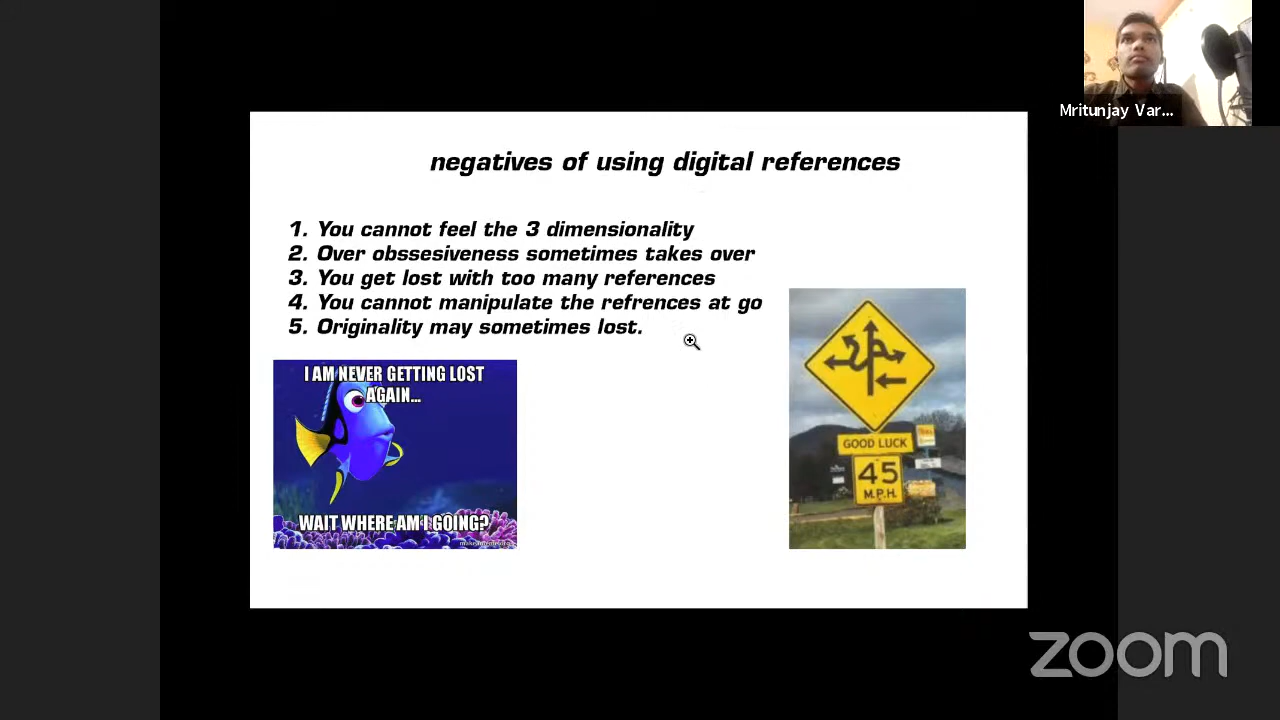 Mritunjay Var...
negatives of using digital references
1. You cannot feel the 3 dimensionality
2. Over obssesiveness sometimes takes over
3. You get lost with too many references
4. You cannot manipulate the refrences at go
5. Originality may sometimes lost.
I AM NEVER GETTING LOST
AGAIN...
WAIT WHERE AM I GOING?
GOOD LUCK
45
M.P.H.
zoom